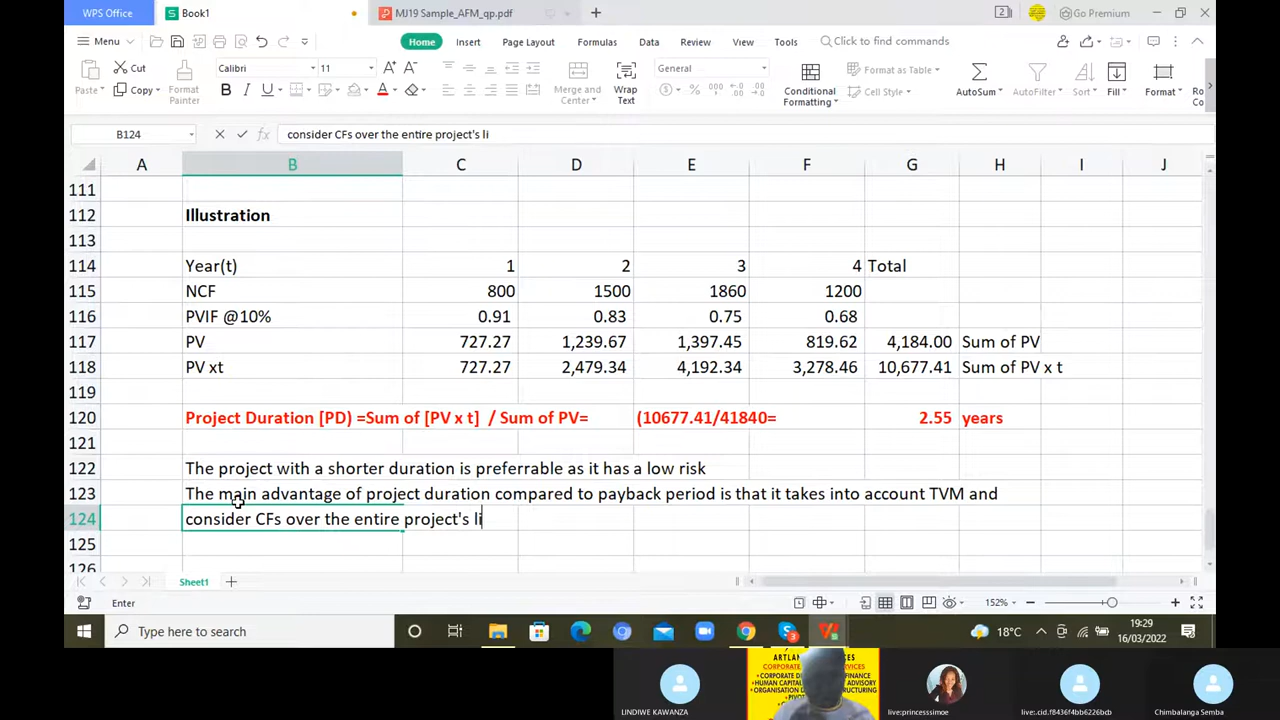 WPS Office
Book1
MJ19 Sample_AFM_qp.pdf
Go Premium
Menu
Home
Insert
Page Layout
Formulas
Data
Review
View
Tools
Click to find commands
Paste
Cut
Copy
Format Painter
Calibri
11
Merge and Center
Wrap Text
General
Conditional Formatting
Format as Table
Cell Style
AutoSum
AutoFilter
Sort
Fill
Format
B124
consider CFs over the entire project's li
A B C D E F G H I J
111
112 Illustration
113
114 Year(t) 1 2 3 4 Total
115 NCF 800 1500 1860 1200
116 PVIF @10% 0.91 0.83 0.75 0.68
117 PV 727.27 1,239.67 1,397.45 819.62 4,184.00 Sum of PV
118 PV xt 727.27 2,479.34 4,192.34 3,278.46 10,677.41 Sum of PV x t
119
120 Project Duration [PD] =Sum of [PV x t] / Sum of PV= (10677.41/41840= 2.55 years
121
122 The project with a shorter duration is preferrable as it has a low risk
123 The main advantage of project duration compared to payback period is that it takes into account TVM and
124 consider CFs over the entire project's li
125
126
Sheet1
Enter
152%
Type here to search
18°C
19:29
16/03/2022
LINDIWE KAWANZA
live:princesssimoe
live:.cid.f8436f4bb6226bcb
Chimbalanga Semba